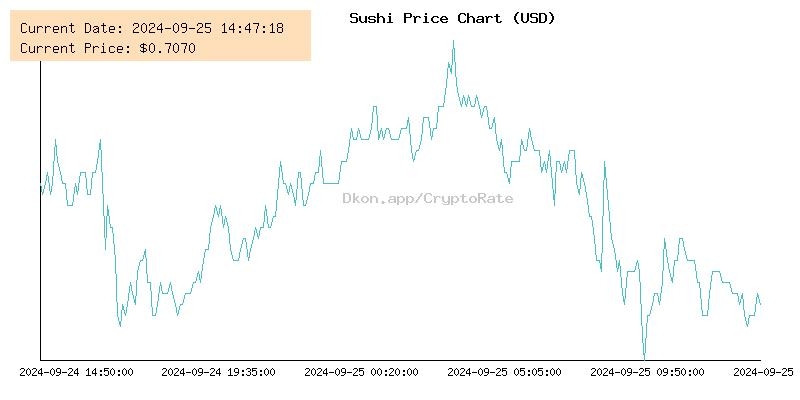 Sushi Price Chart (USD)
Current Date: 2024-09-25 14:47:18
Current Price: $0.7070
Dkon.app/CryptoRate
2024-09-24 14:50:00 2024-09-24 19:35:00 2024-09-25 00:20:00 2024-09-25 05:05:00 2024-09-25 09:50:00 2024-09-25